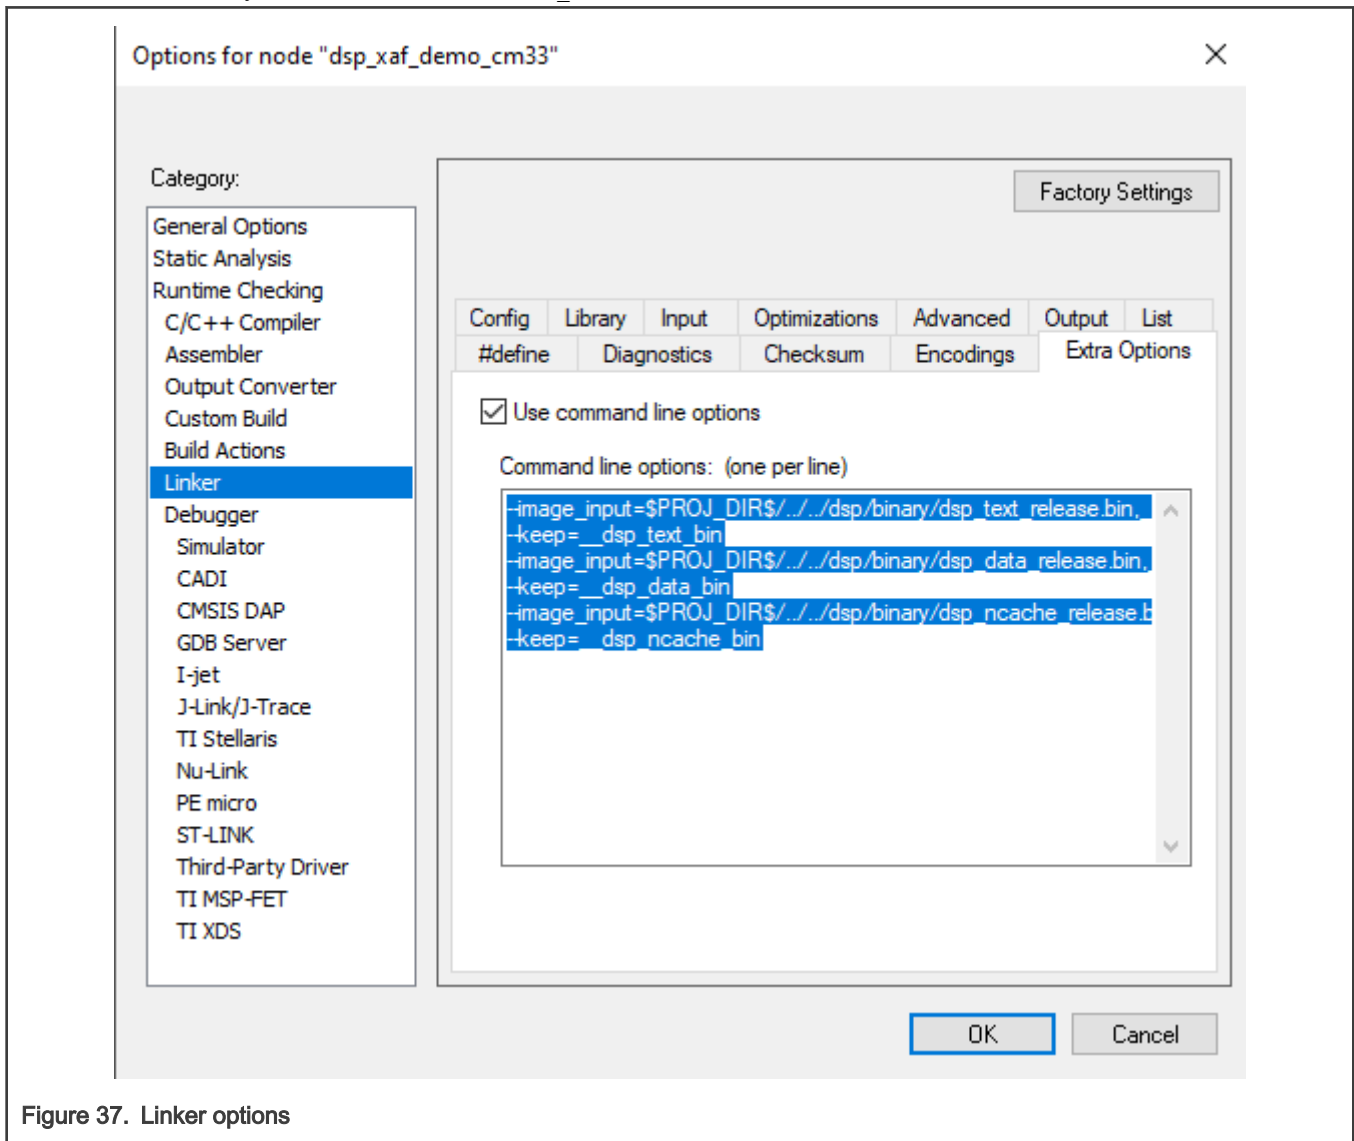 Options for node "dsp_xaf_demo_cm33"
Category:
Factory Settings
General Options
Static Analysis
Runtime Checking
C/C++ Compiler
Assembler
Output Converter
Custom Build
Build Actions
Linker
Debugger
Simulator
CADI
CMSIS DAP
GDB Server
I-jet
J-Link/J-Trace
TI Stellaris
Nu-Link
PE micro
ST-LINK
Third-Party Driver
TI MSP-FET
TI XDS
Config Library Input Optimizations Advanced Output List
#define Diagnostics Checksum Encodings Extra Options
Use command line options
Command line options: (one per line)
--image_input=$PROJ_DIR$/../../dsp/binary/dsp_text_release.bin,_
--keep=__dsp_text_bin
--image_input=$PROJ_DIR$/../../dsp/binary/dsp_data_release.bin,
--keep=__dsp_data_bin
--image_input=$PROJ_DIR$/../../dsp/binary/dsp_ncache_release.b
--keep=__dsp_ncache_bin
OK Cancel
Figure 37. Linker options